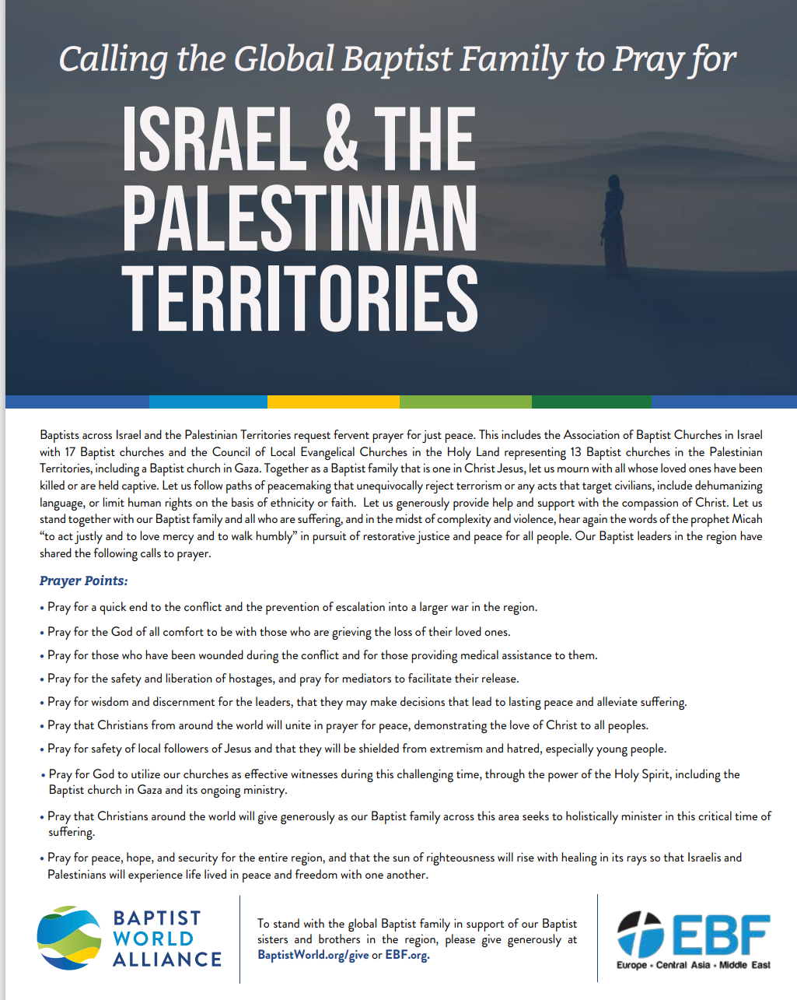 Calling the Global Baptist Family to Pray for
ISRAEL & THE
PALESTINIAN
TERRITORIES
Baptists across Israel and the Palestinian Territories request fervent prayer for just peace. This includes the Association of Baptist Churches in Israel
with 17 Baptist churches and the Council of Local Evangelical Churches in the Holy Land representing 13 Baptist churches in the Palestinian
Territories, including a Baptist church in Gaza. Together as a Baptist family that is one in Christ Jesus, let us mourn with all whose loved ones have been
killed or are held captive. Let us follow paths of peacemaking that unequivocally reject terrorism or any acts that target civilians, include dehumanizing
language, or limit human rights on the basis of ethnicity or faith.  Let us generously provide help and support with the compassion of Christ. Let us
stand together with our Baptist family and all who are suffering, and in the midst of complexity and violence, hear again the words of the prophet Micah
“to act justly and to love mercy and to walk humbly” in pursuit of restorative justice and peace for all people. Our Baptist leaders in the region have
shared the following calls to prayer.
Prayer Points:
• Pray for a quick end to the conflict and the prevention of escalation into a larger war in the region.
• Pray for the God of all comfort to be with those who are grieving the loss of their loved ones.
• Pray for those who have been wounded during the conflict and for those providing medical assistance to them.
• Pray for the safety and liberation of hostages, and pray for mediators to facilitate their release.
• Pray for wisdom and discernment for the leaders, that they may make decisions that lead to lasting peace and alleviate suffering.
• Pray that Christians from around the world will unite in prayer for peace, demonstrating the love of Christ to all peoples.
• Pray for safety of local followers of Jesus and that they will be shielded from extremism and hatred, especially young people.
• Pray for God to utilize our churches as effective witnesses during this challenging time, through the power of the Holy Spirit, including the
Baptist church in Gaza and its ongoing ministry.
• Pray that Christians around the world will give generously as our Baptist family across this area seeks to holistically minister in this critical time of
suffering.
• Pray for peace, hope, and security for the entire region, and that the sun of righteousness will rise with healing in its rays so that Israelis and
Palestinians will experience life lived in peace and freedom with one another.
BAPTIST
WORLD
ALLIANCE
To stand with the global Baptist family in support of our Baptist
sisters and brothers in the region, please give generously at
BaptistWorld.org/give or EBF.org.
EBF
Europe • Central Asia • Middle East